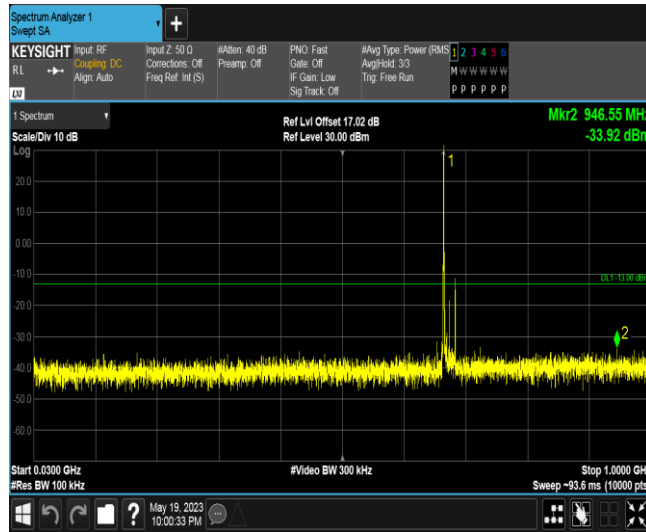 Spectrum Analyzer 1
Swept SA
+
KEYSIGHT
RL
LXI
Input: RF
Coupling: DC
Align: Auto
Input Z: 50 Ω
Corrections: Off
Freq Ref: Int (S)
#Atten: 40 dB
Preamp: Off
PNO: Fast
Gate: Off
IF Gain: Low
Sig Track: Off
#Avg Type: Power (RMS
Avg|Hold: 3/3
Trig: Free Run
1 2 3 4 5 6
M W W W W W
P P P P P P
1 Spectrum
Scale/Div 10 dB
Log
Ref Lvl Offset 17.02 dB
Ref Level 30.00 dBm
Mkr2 946.55 MHz
-33.92 dBm
1
20.0
10.0
0.00
-10.0
DL1 -13.00 dBm
-20.0
-30.0
2
-40.0
-50.0
-60.0
Start 0.0300 GHz
#Res BW 100 kHz
#Video BW 300 kHz
Stop 1.0000 GHz
Sweep ~93.6 ms (10000 pts
?
May 19, 2023
10:00:33 PM